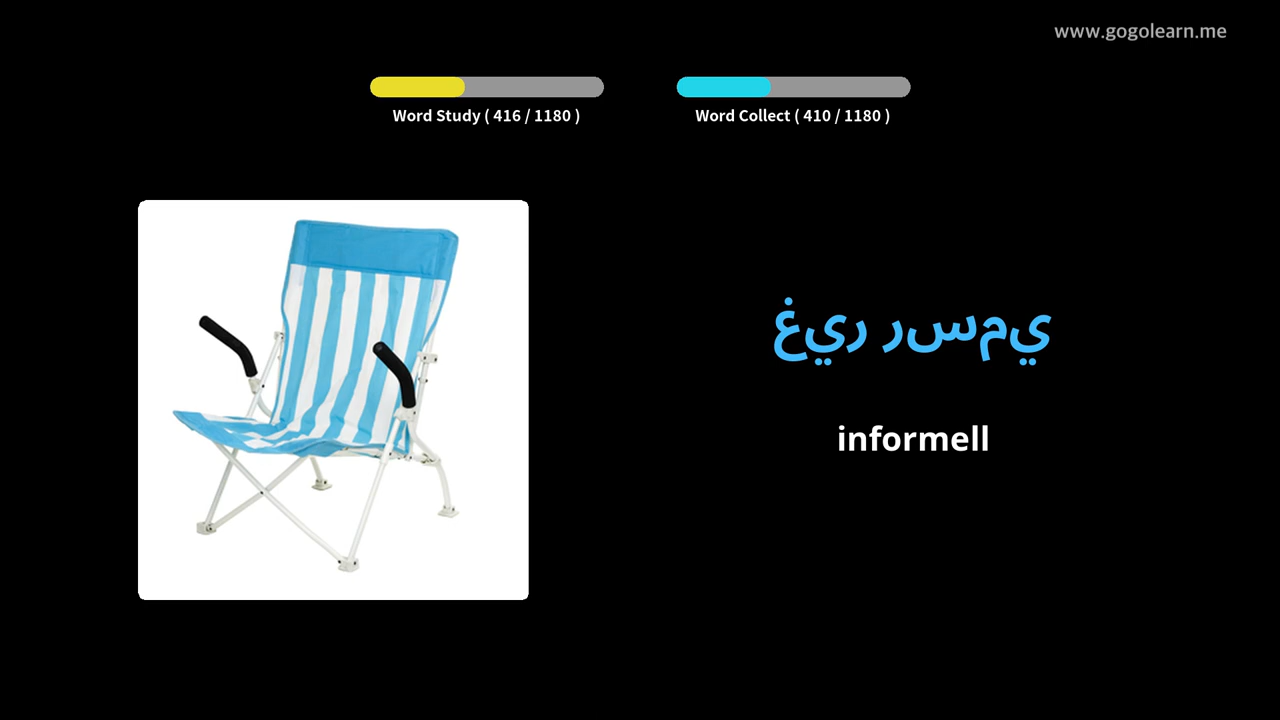 www.gogolearn.me
Word Study ( 416 / 1180 )
Word Collect ( 410 / 1180 )
غير رسمي
informell